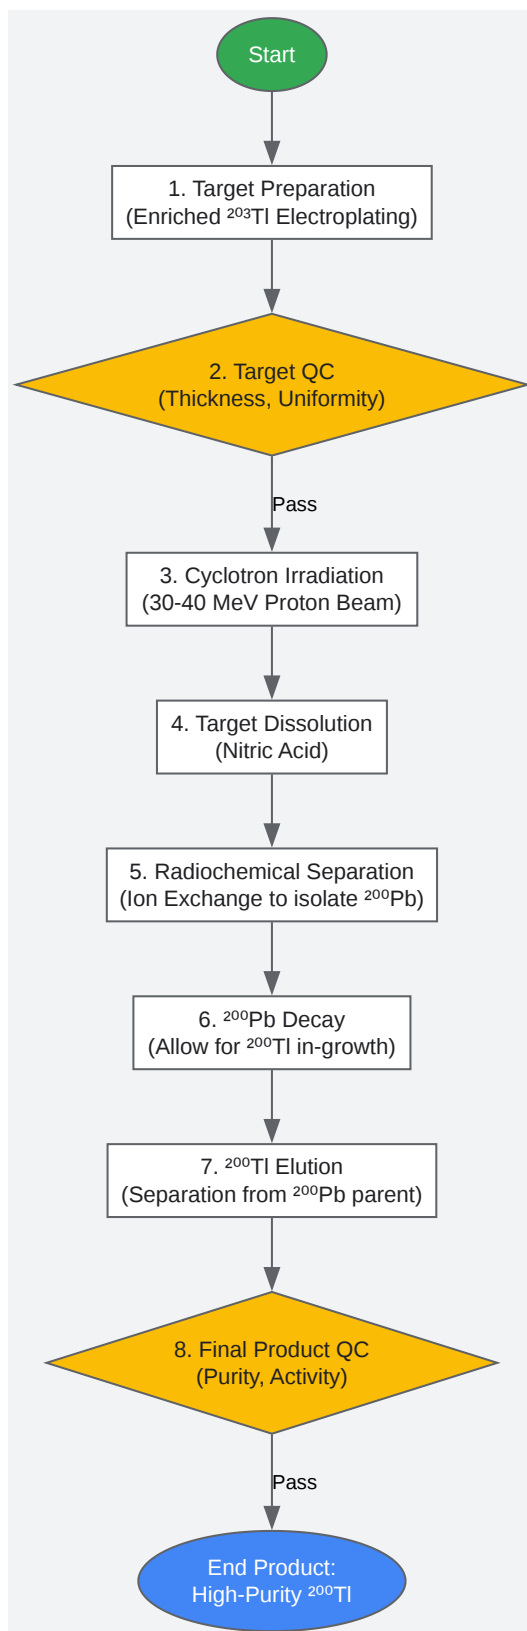 Start
1. Target Preparation
(Enriched ²⁰³Tl Electroplating)
2. Target QC
(Thickness, Uniformity)
Pass
3. Cyclotron Irradiation
(30-40 MeV Proton Beam)
4. Target Dissolution
(Nitric Acid)
5. Radiochemical Separation
(Ion Exchange to isolate ²⁰⁰Pb)
6. ²⁰⁰Pb Decay
(Allow for ²⁰⁰Tl in-growth)
7. ²⁰⁰Tl Elution
(Separation from ²⁰⁰Pb parent)
8. Final Product QC
(Purity, Activity)
Pass
End Product:
High-Purity ²⁰⁰Tl